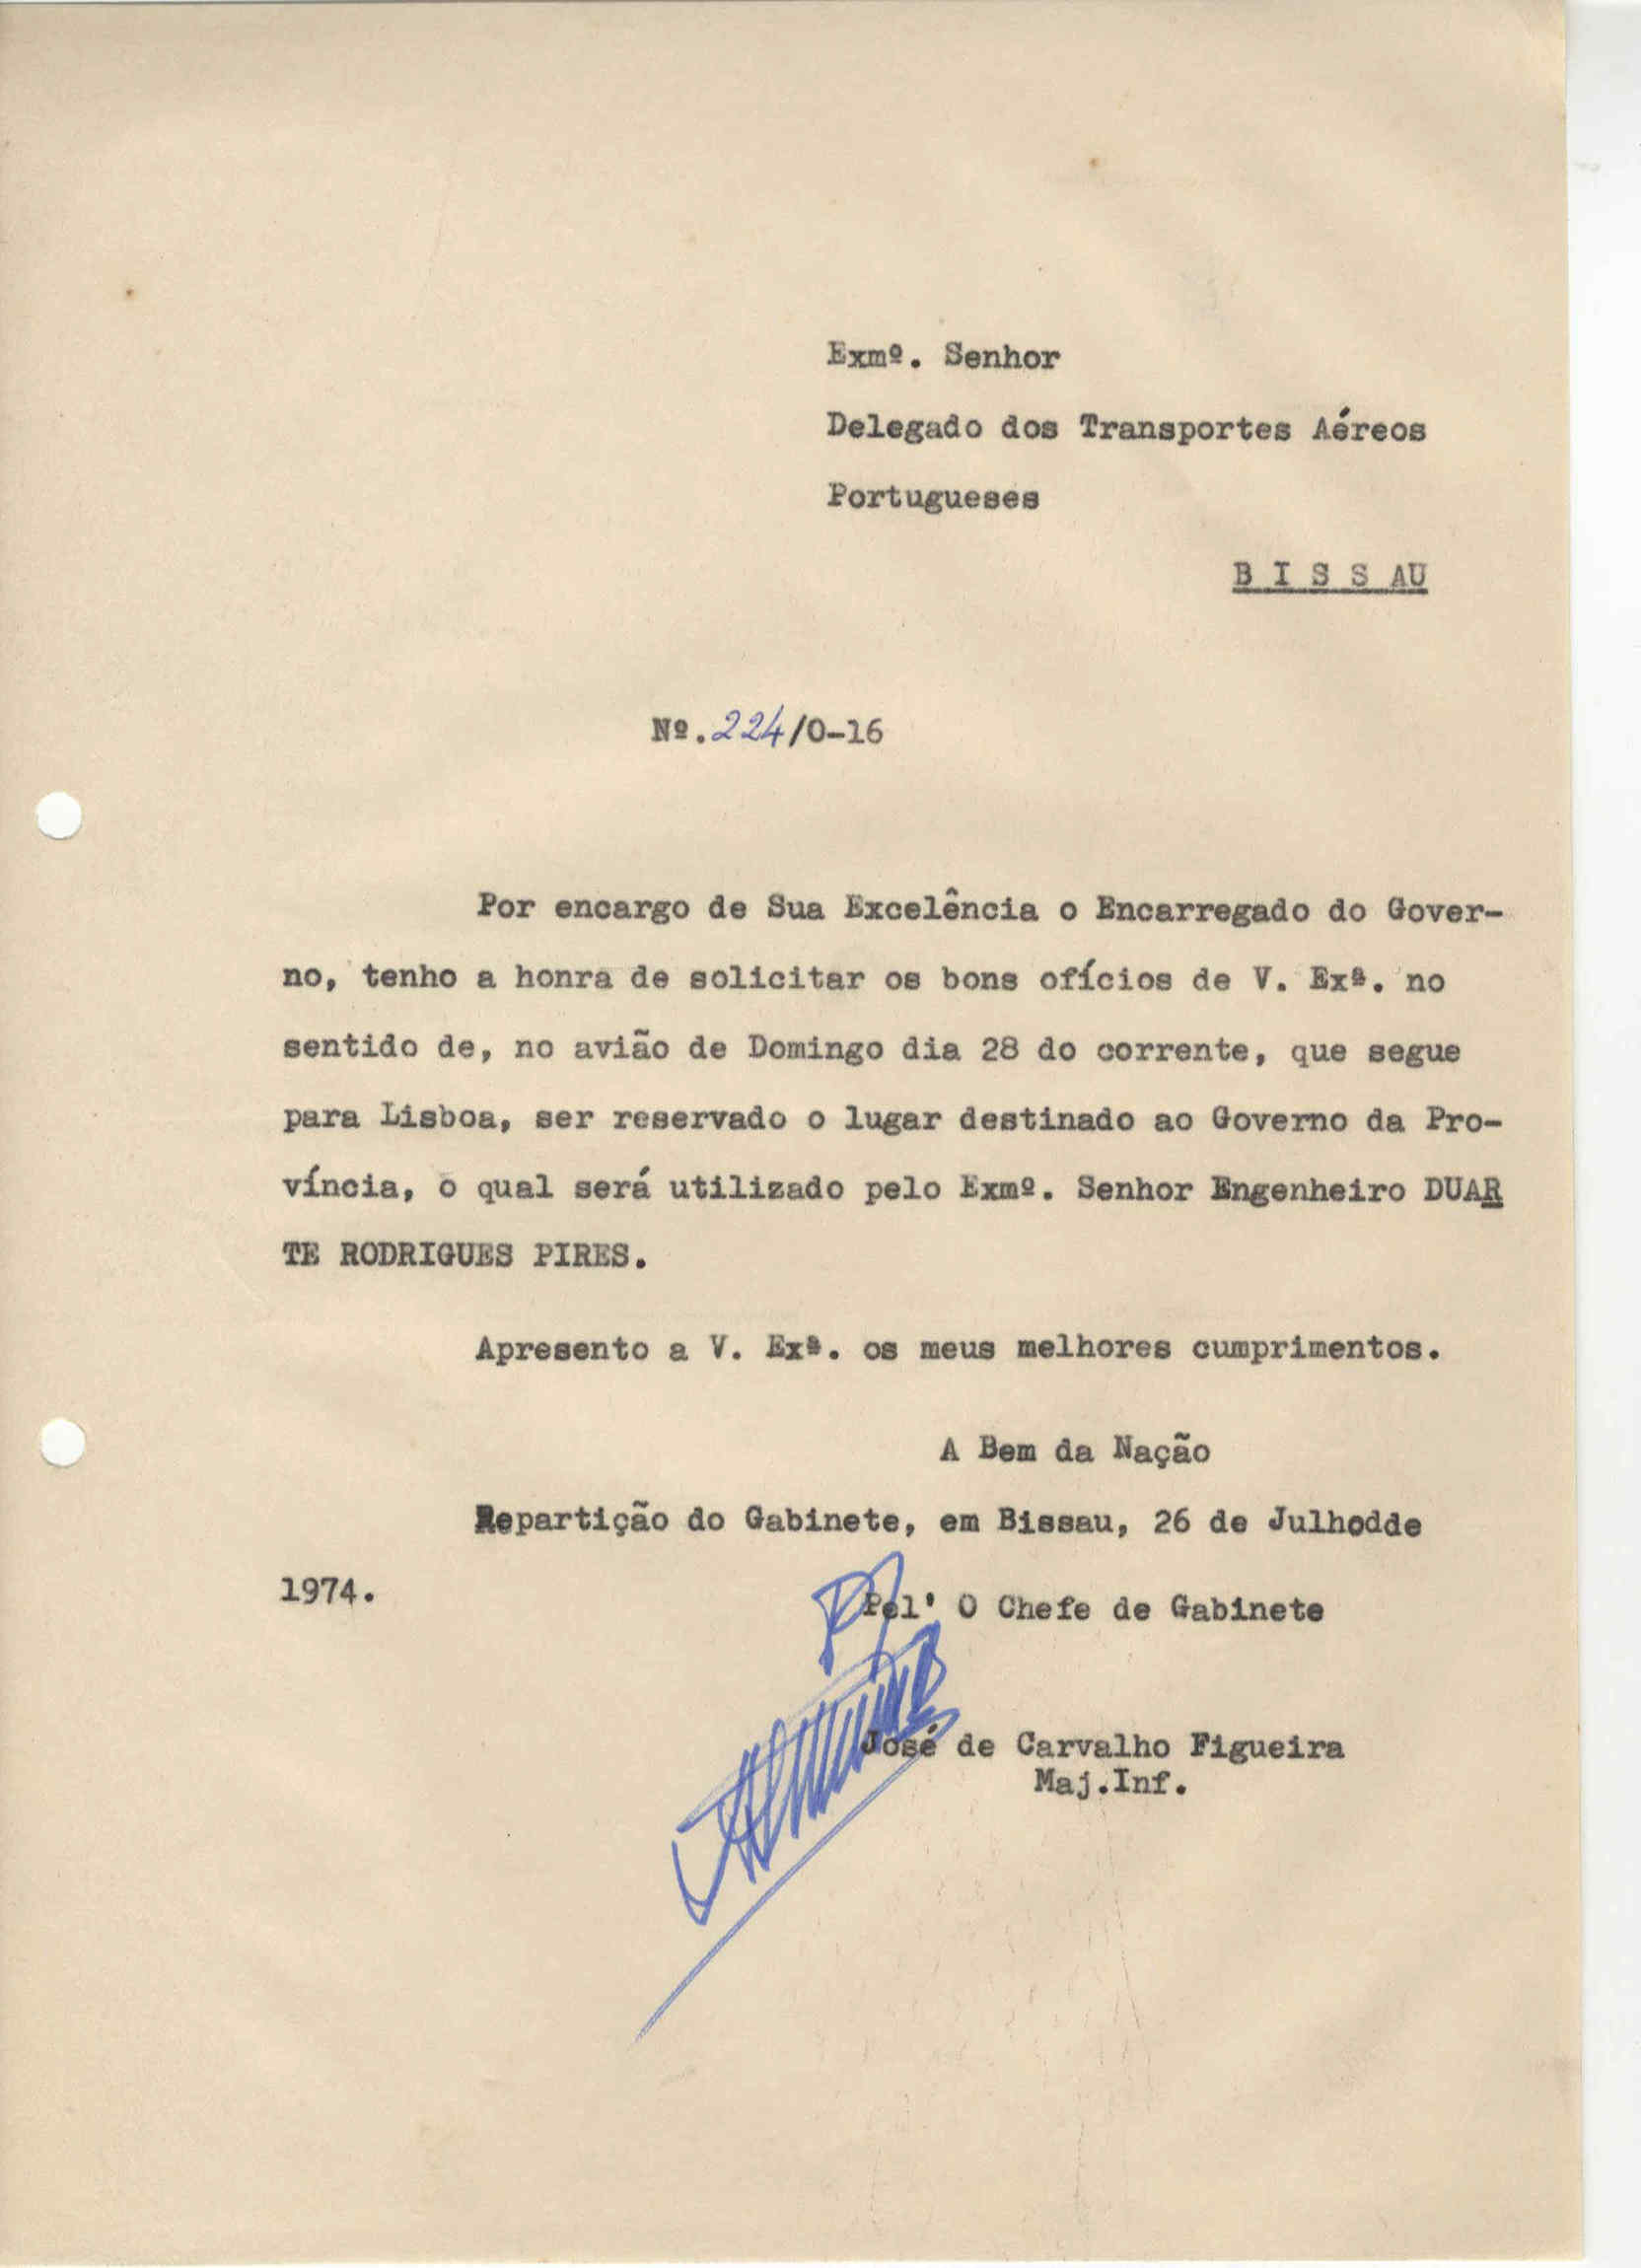 Exmº. Senhor
Delegado dos Transportes Aéreos
Portugueses
B I S S AU
Nº.224/0-16
Por encargo de Sua Excelência o Encarregado do Gover-
no, tenho a honra de solicitar os bons ofícios de V. Exª. no
sentido de, no avião de Domingo dia 28 do corrente, que segue
para Lisboa, ser reservado o lugar destinado ao Governo da Pro-
víncia, o qual será utilizado pelo Exmº. Senhor Engenheiro DUAR
TE RODRIGUES PIRES.
Apresento a V. Exª. os meus melhores cumprimentos.
A Bem da Nação
Repartição do Gabinete, em Bissau, 26 de Julhodde
1974.
Pel' O Chefe de Gabinete
José de Carvalho Figueira
Maj.Inf.